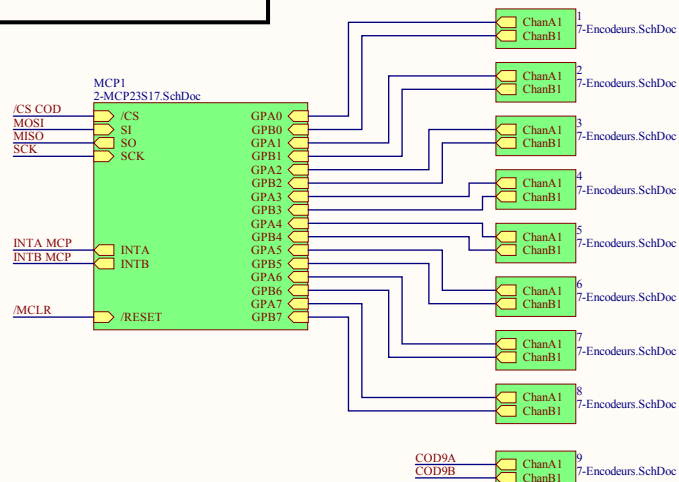 MCP1
2-MCP23S17.SchDoc
/CS COD
MOSI
MISO
SCK
INTA MCP
INTB MCP
/MCLR
/CS
SI
SO
SCK
INTA
INTB
/RESET
GPA0
GPB0
GPA1
GPB1
GPA2
GPB2
GPA3
GPB3
GPA4
GPB4
GPA5
GPB5
GPA6
GPB6
GPA7
GPB7
1
ChanA1
ChanB1
7-Encodeurs.SchDoc
2
ChanA1
ChanB1
7-Encodeurs.SchDoc
3
ChanA1
ChanB1
7-Encodeurs.SchDoc
4
ChanA1
ChanB1
7-Encodeurs.SchDoc
5
ChanA1
ChanB1
7-Encodeurs.SchDoc
6
ChanA1
ChanB1
7-Encodeurs.SchDoc
7
ChanA1
ChanB1
7-Encodeurs.SchDoc
8
ChanA1
ChanB1
7-Encodeurs.SchDoc
COD9A
COD9B
9
ChanA1
ChanB1
7-Encodeurs.SchDoc